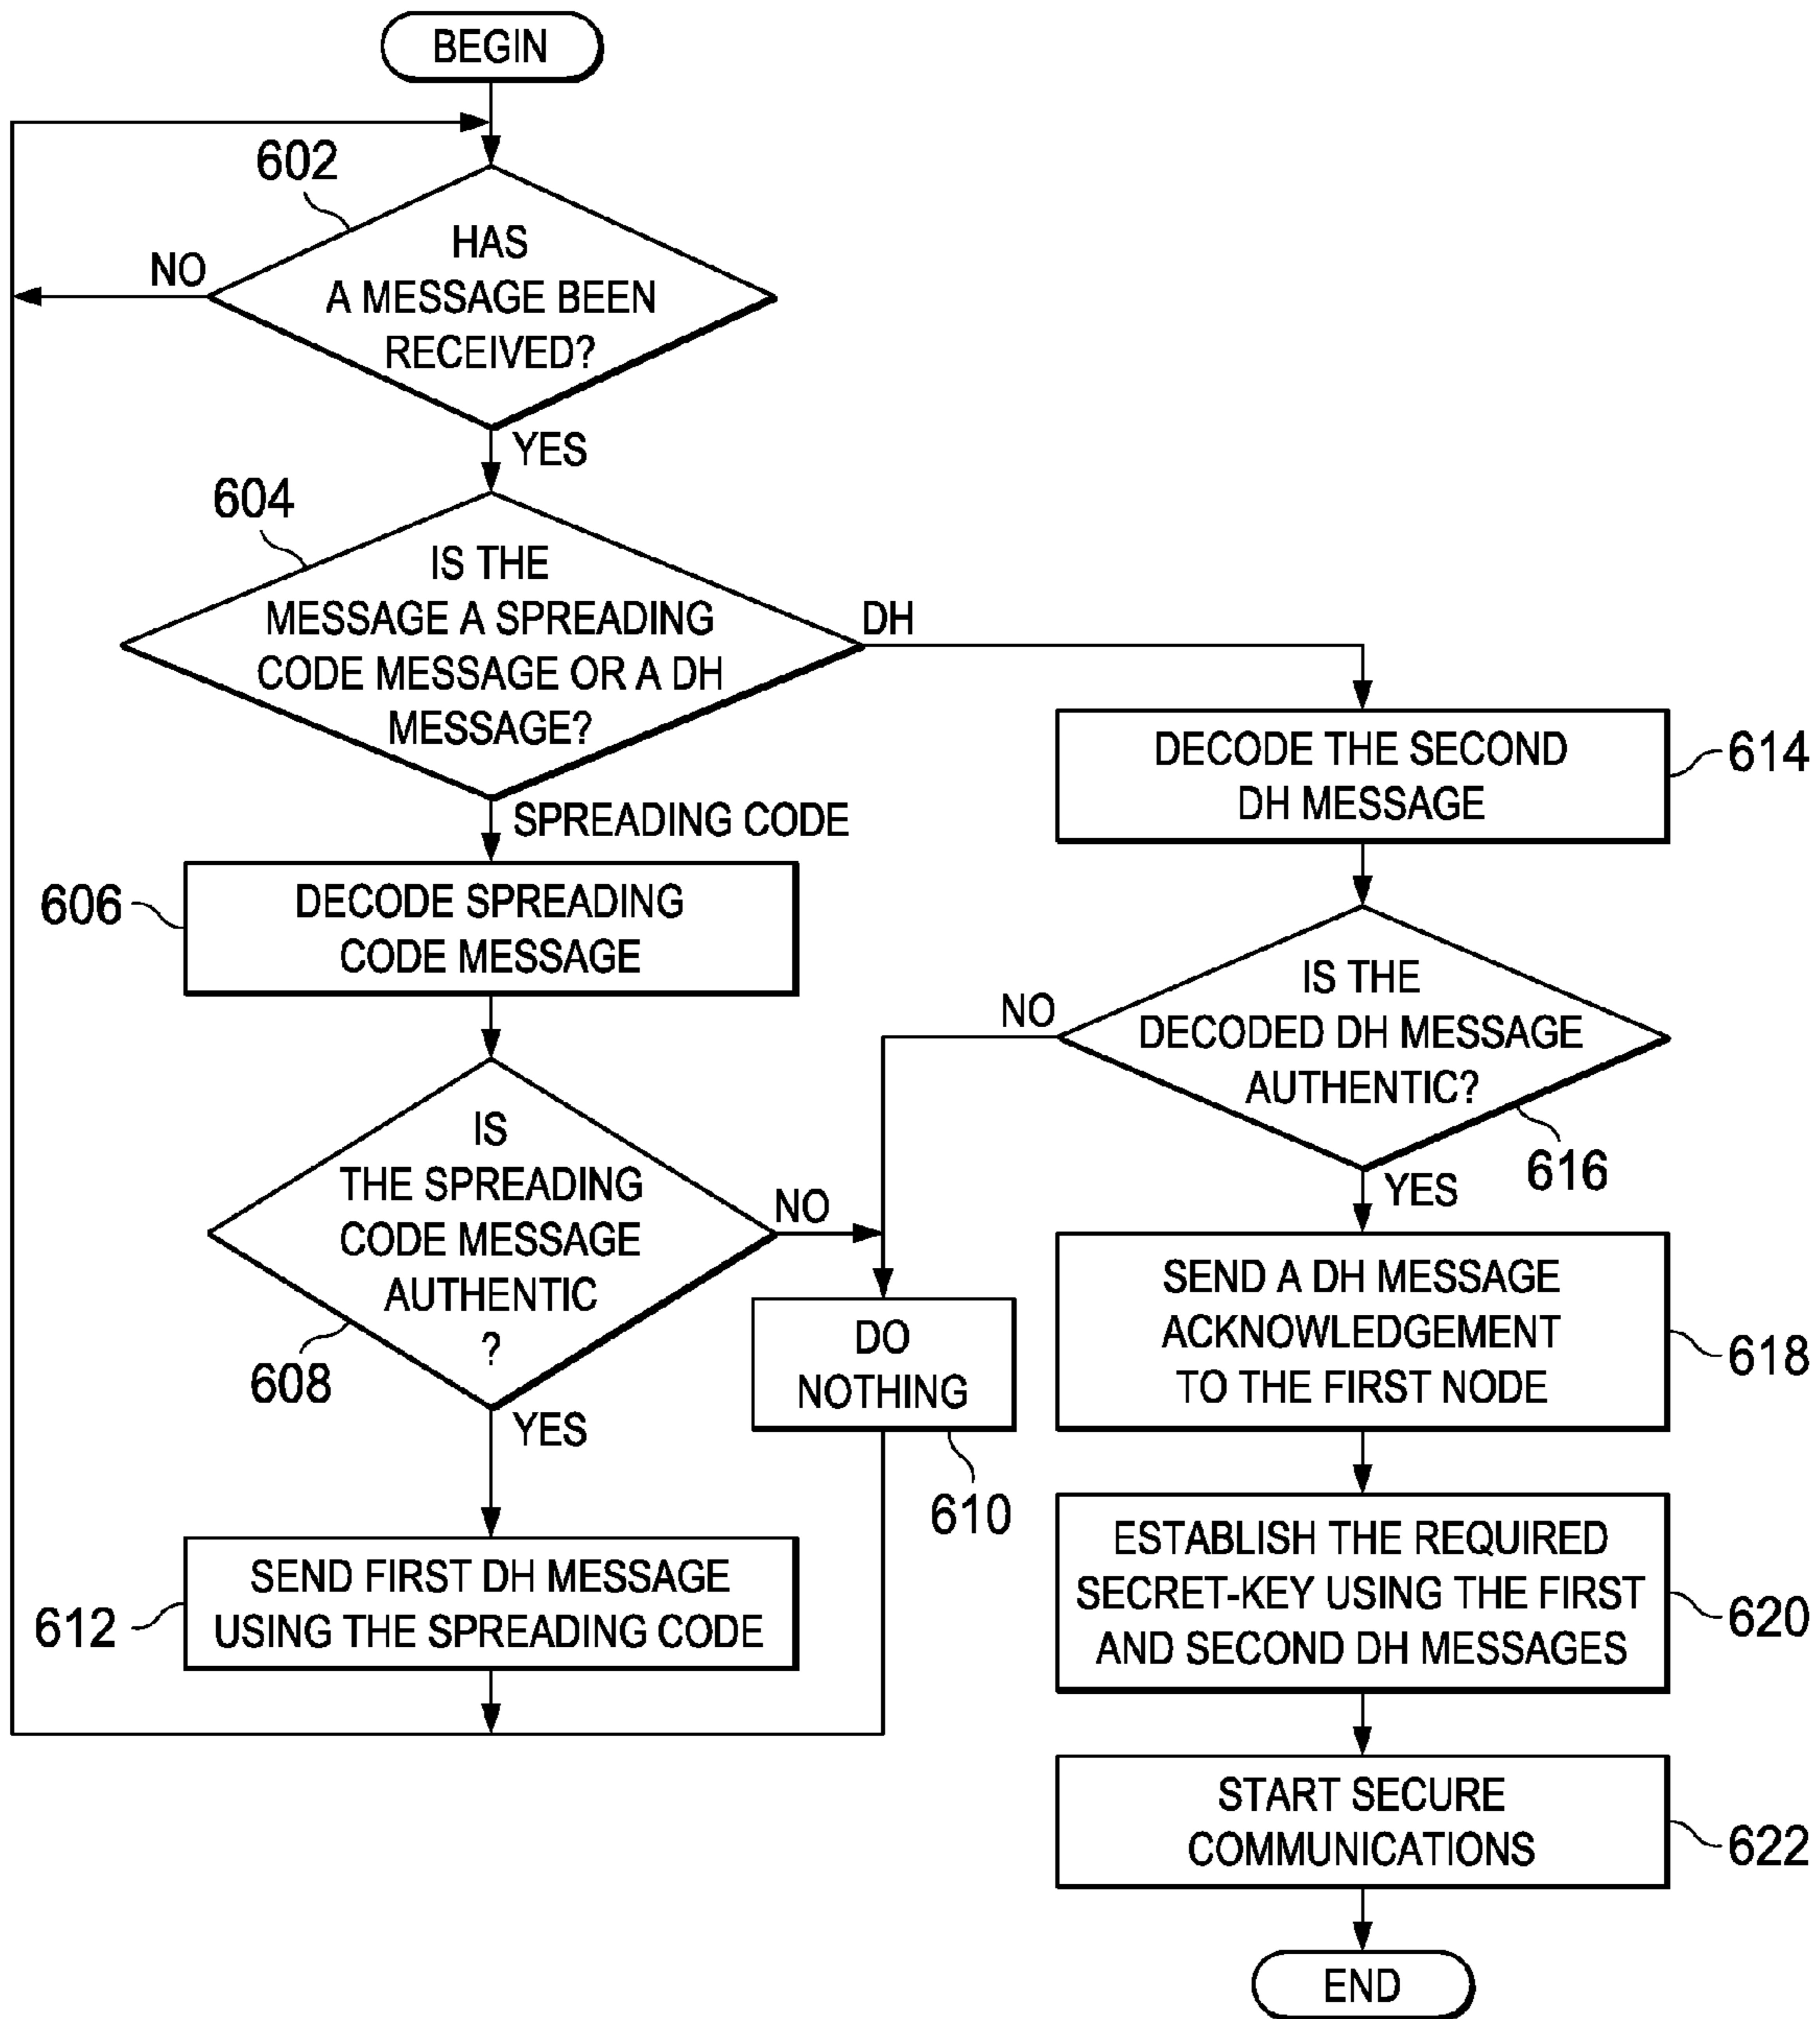 BEGIN
602
HAS
A MESSAGE BEEN
RECEIVED?
NO
YES
604
IS THE
MESSAGE A SPREADING
CODE MESSAGE OR A DH
MESSAGE?
DH
SPREADING CODE
606
DECODE SPREADING
CODE MESSAGE
IS
THE SPREADING
CODE MESSAGE
AUTHENTIC
?
608
NO
YES
DO
NOTHING
610
612
SEND FIRST DH MESSAGE
USING THE SPREADING CODE
DECODE THE SECOND
DH MESSAGE
614
IS THE
DECODED DH MESSAGE
AUTHENTIC?
616
NO
YES
SEND A DH MESSAGE
ACKNOWLEDGEMENT
TO THE FIRST NODE
618
ESTABLISH THE REQUIRED
SECRET-KEY USING THE FIRST
AND SECOND DH MESSAGES
620
START SECURE
COMMUNICATIONS
622
END